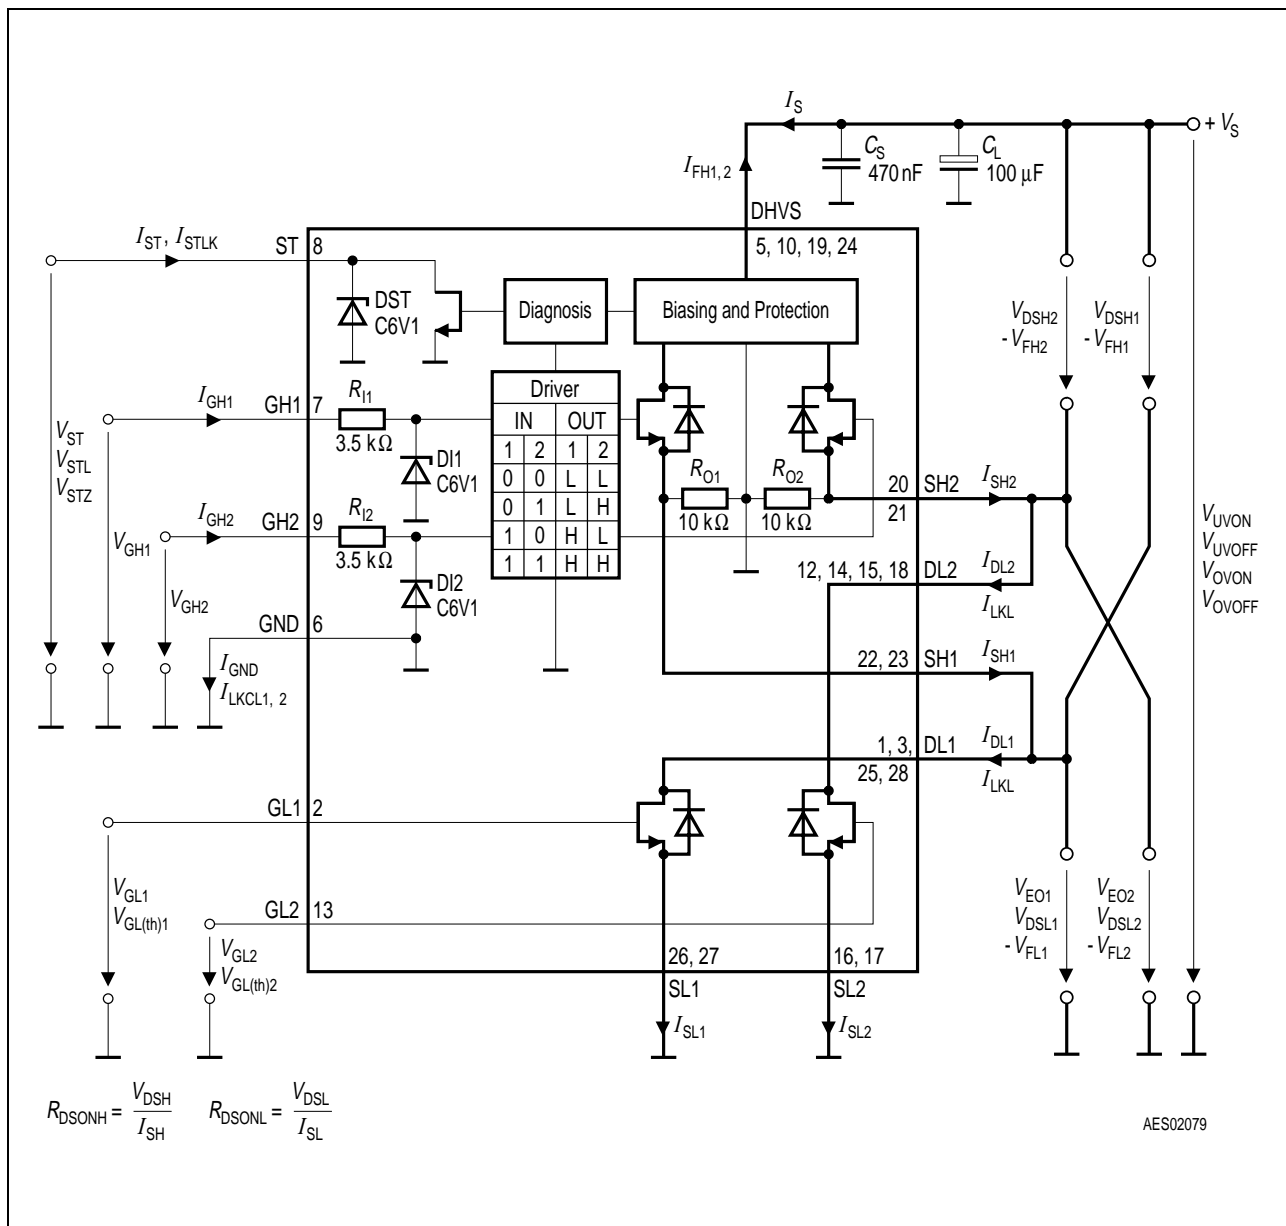 I_S
+ V_S
C_S
470 nF
C_L
100 µF
I_FH1, 2
DHVS
5, 10, 19, 24
I_ST, I_STLK
ST 8
DST
C6V1
Diagnosis
Biasing and Protection
V_DSH2
- V_FH2
V_DSH1
- V_FH1
I_GH1
GH1 7
R_I1
3.5 kΩ
DI1
C6V1
Driver
IN OUT
1 2 1 2
0 0 L L
0 1 L H
1 0 H L
1 1 H H
R_O1
10 kΩ
R_O2
10 kΩ
20 SH2
21
I_SH2
V_ST
V_STL
V_STZ
I_GH2
GH2 9
R_I2
3.5 kΩ
DI2
C6V1
V_GH1
V_GH2
12, 14, 15, 18 DL2
I_DL2
I_LKL
V_UVON
V_UVOFF
V_OVON
V_OVOFF
GND 6
I_GND
I_LKCL1, 2
22, 23 SH1
I_SH1
1, 3, DL1
25, 28
I_DL1
I_LKL
GL1 2
V_GL1
V_GL(th)1
GL2 13
V_GL2
V_GL(th)2
V_EO1
V_DSL1
- V_FL1
V_EO2
V_DSL2
- V_FL2
26, 27
SL1
I_SL1
16, 17
SL2
I_SL2
R_DSONH = V_DSH / I_SH
R_DSONL = V_DSL / I_SL
AES02079